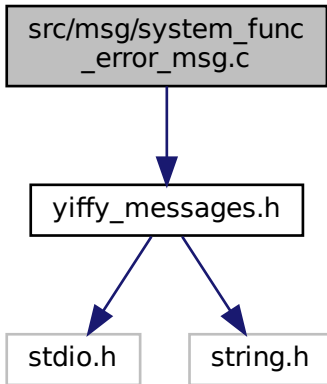 src/msg/system_func
_error_msg.c
yiffy_messages.h
stdio.h
string.h